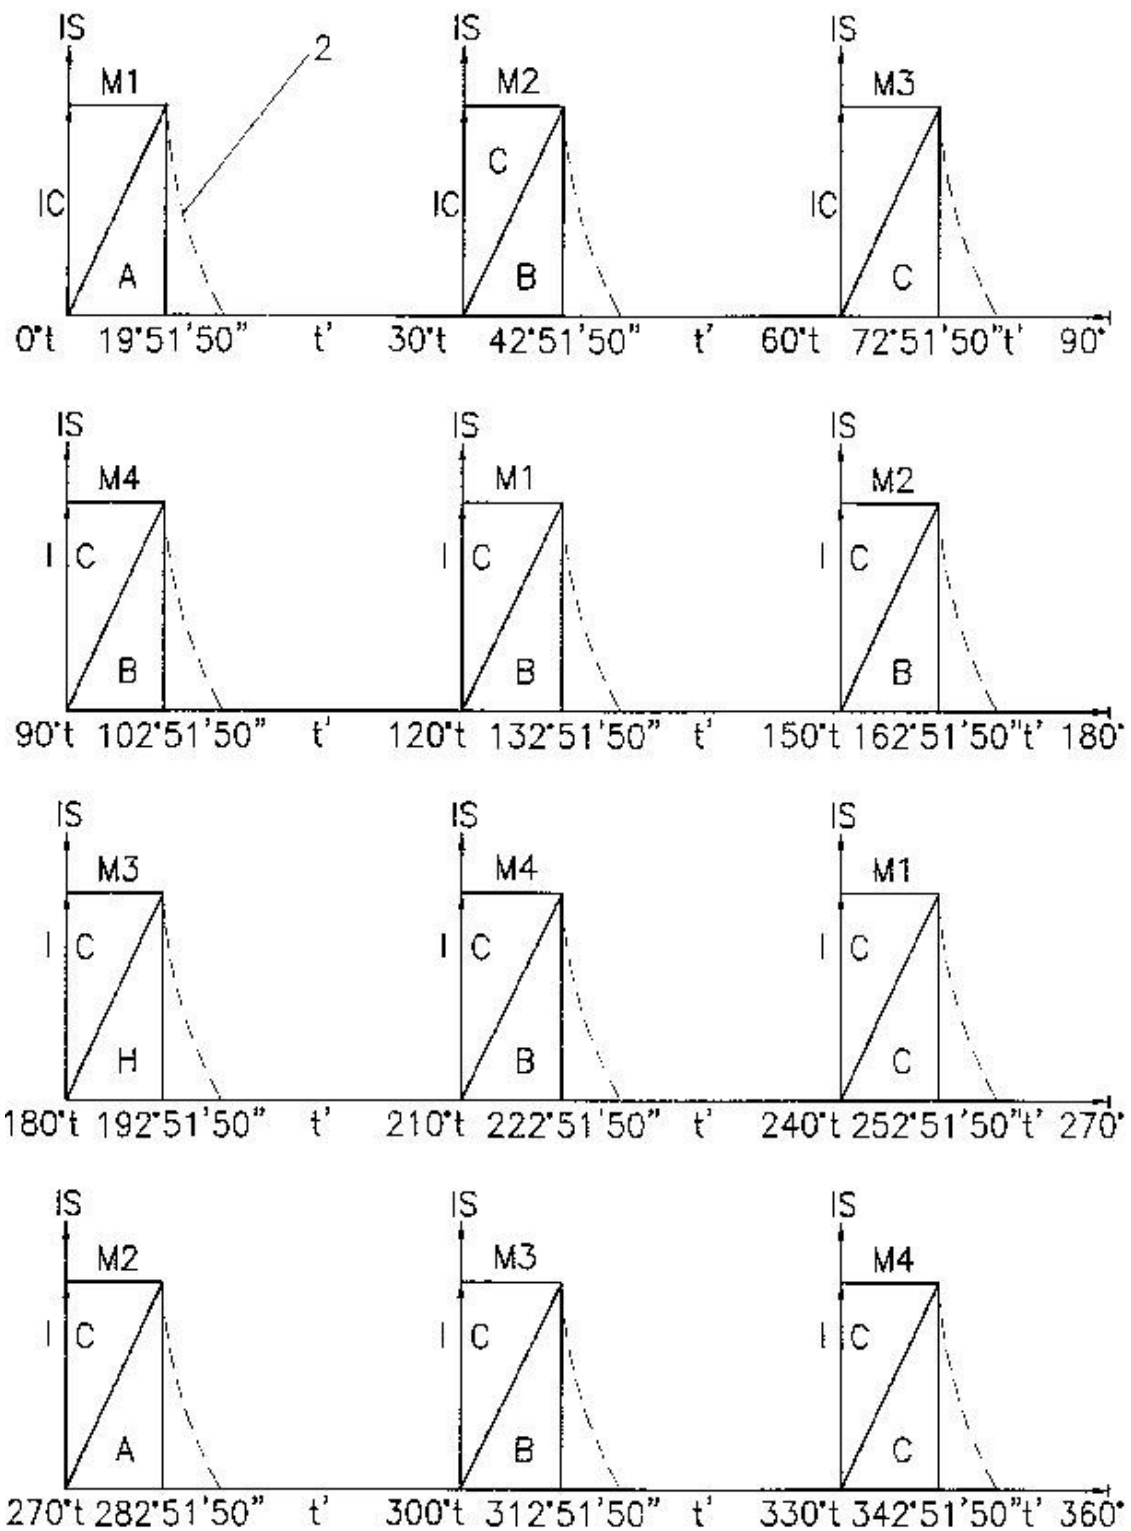 IS IS IS
2
M1 M2 M3
C
IC IC IC
A B C
0°t 19°51'50" t' 30°t 42°51'50" t' 60°t 72°51'50"t' 90°
IS IS IS
M4 M1 M2
I C I C I C
B B B
90°t 102°51'50" t' 120°t 132°51'50" t' 150°t 162°51'50"t' 180°
IS IS IS
M3 M4 M1
I C I C I C
H B C
180°t 192°51'50" t' 210°t 222°51'50" t' 240°t 252°51'50"t' 270°
IS IS IS
M2 M3 M4
I C I C I C
A B C
270°t 282°51'50" t' 300°t 312°51'50" t' 330°t 342°51'50"t' 360°